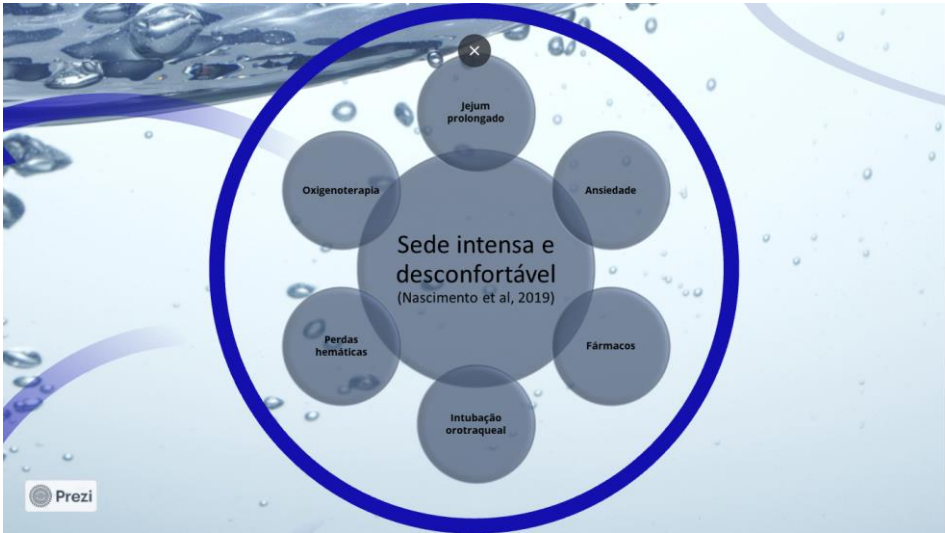 Jejum
prolongado
Oxigenoterapia
Ansiedade
Sede intensa e
desconfortável
(Nascimento et al, 2019)
Perdas
hemáticas
Fármacos
Intubação
orotraqueal
Prezi